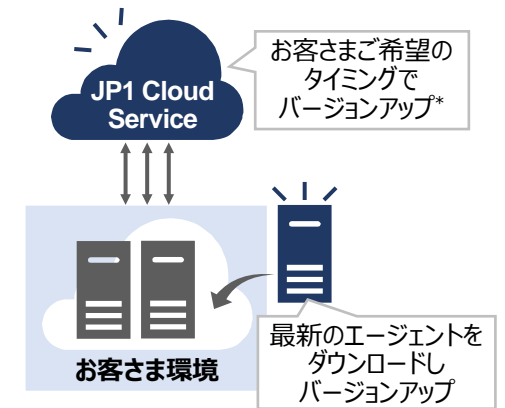 JP1 Cloud
Service
お客さまご希望の
タイミングで
バージョンアップ*
お客さま環境
最新のエージェントを
ダウンロードし
バージョンアップ